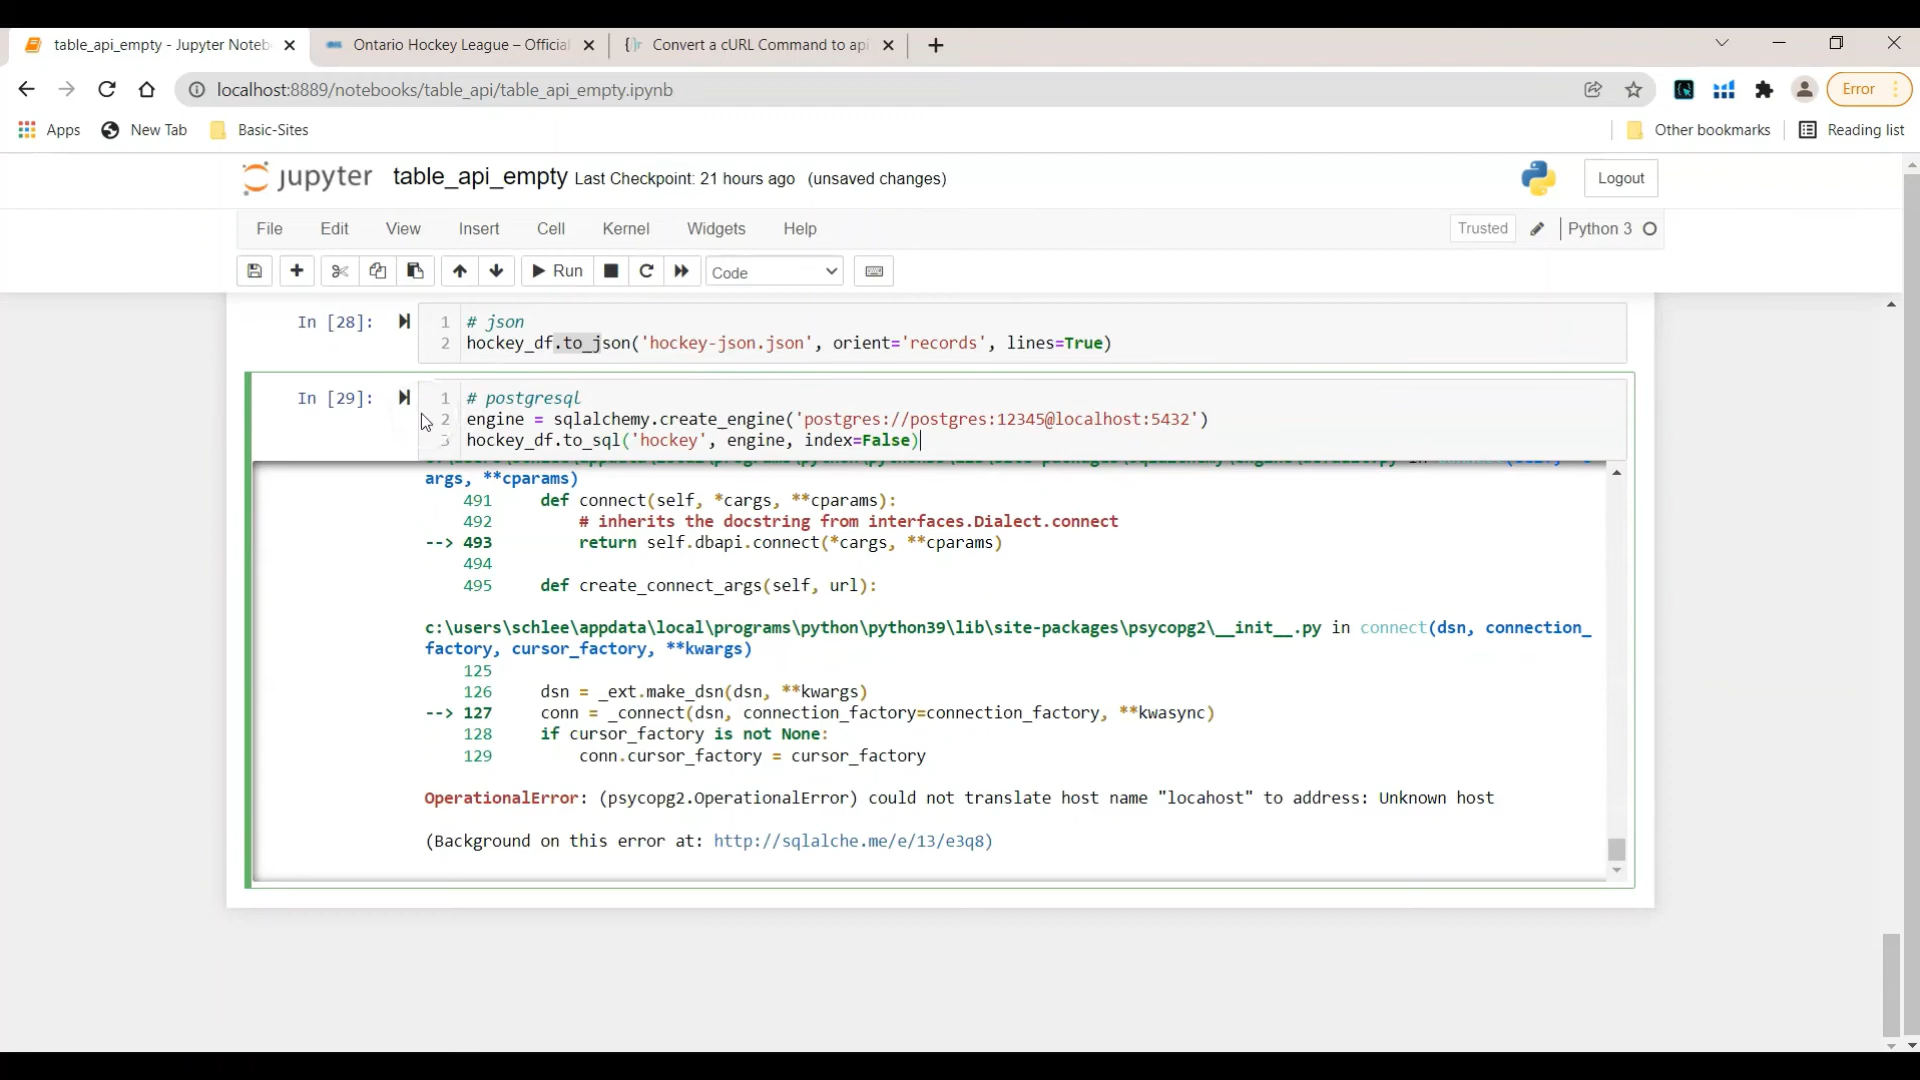 table_api_empty - Jupyter Noteb
Ontario Hockey League – Official
Convert a cURL Command to api
localhost:8889/notebooks/table_api/table_api_empty.ipynb
Error
Apps
New Tab
Basic-Sites
Other bookmarks
Reading list
jupyter table_api_empty Last Checkpoint: 21 hours ago (unsaved changes)
Logout
File Edit View Insert Cell Kernel Widgets Help
Trusted
Python 3
Run
Code
In [28]:
1 # json
2 hockey_df.to_json('hockey-json.json', orient='records', lines=True)
In [29]:
1 # postgresql
2 engine = sqlalchemy.create_engine('postgres://postgres:12345@localhost:5432')
3 hockey_df.to_sql('hockey', engine, index=False)
args, **cparams)
491 def connect(self, *cargs, **cparams):
492 # inherits the docstring from interfaces.Dialect.connect
--> 493 return self.dbapi.connect(*cargs, **cparams)
494
495 def create_connect_args(self, url):
c:\users\schlee\appdata\local\programs\python\python39\lib\site-packages\psycopg2\__init__.py in connect(dsn, connection_
factory, cursor_factory, **kwargs)
125
126 dsn = _ext.make_dsn(dsn, **kwargs)
--> 127 conn = _connect(dsn, connection_factory=connection_factory, **kwasync)
128 if cursor_factory is not None:
129 conn.cursor_factory = cursor_factory
OperationalError: (psycopg2.OperationalError) could not translate host name "locahost" to address: Unknown host
(Background on this error at: http://sqlalche.me/e/13/e3q8)